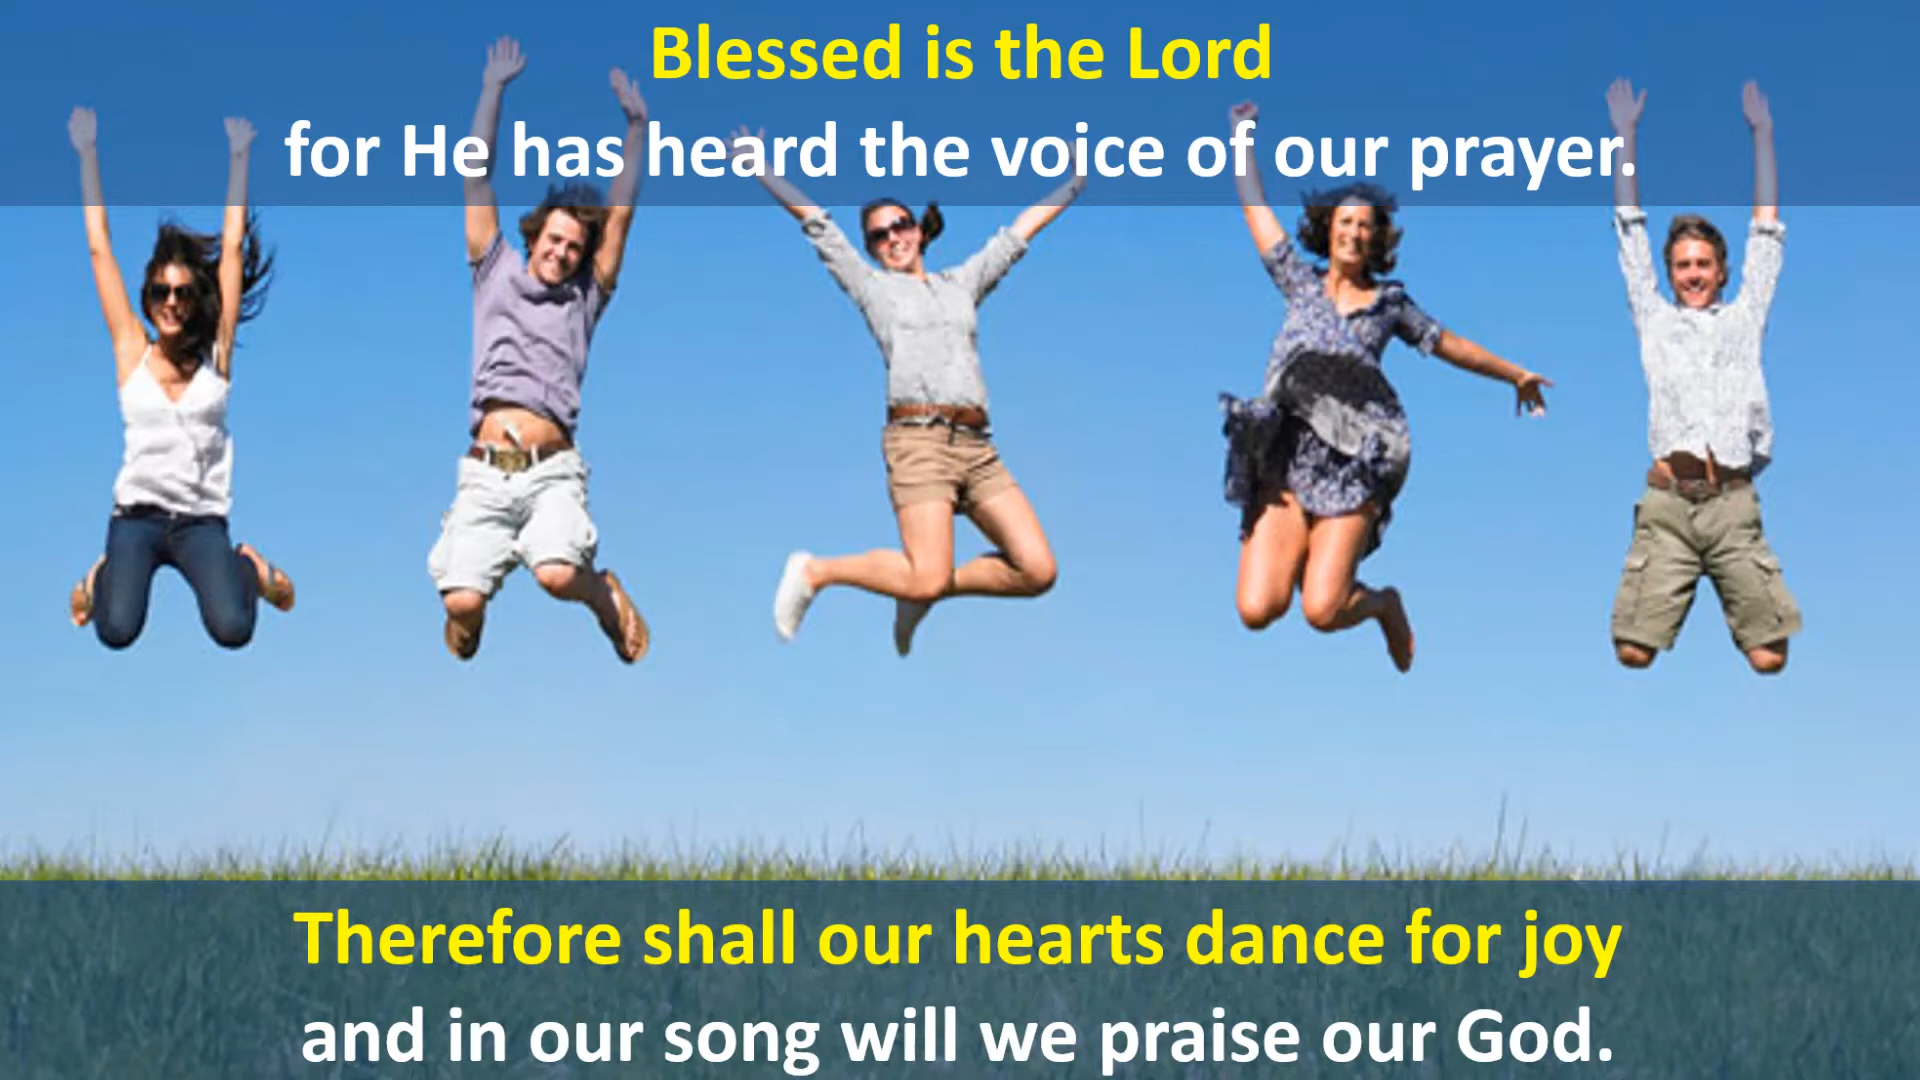 Blessed is the Lord
for He has heard the voice of our prayer.
Therefore shall our hearts dance for joy
and in our song will we praise our God.